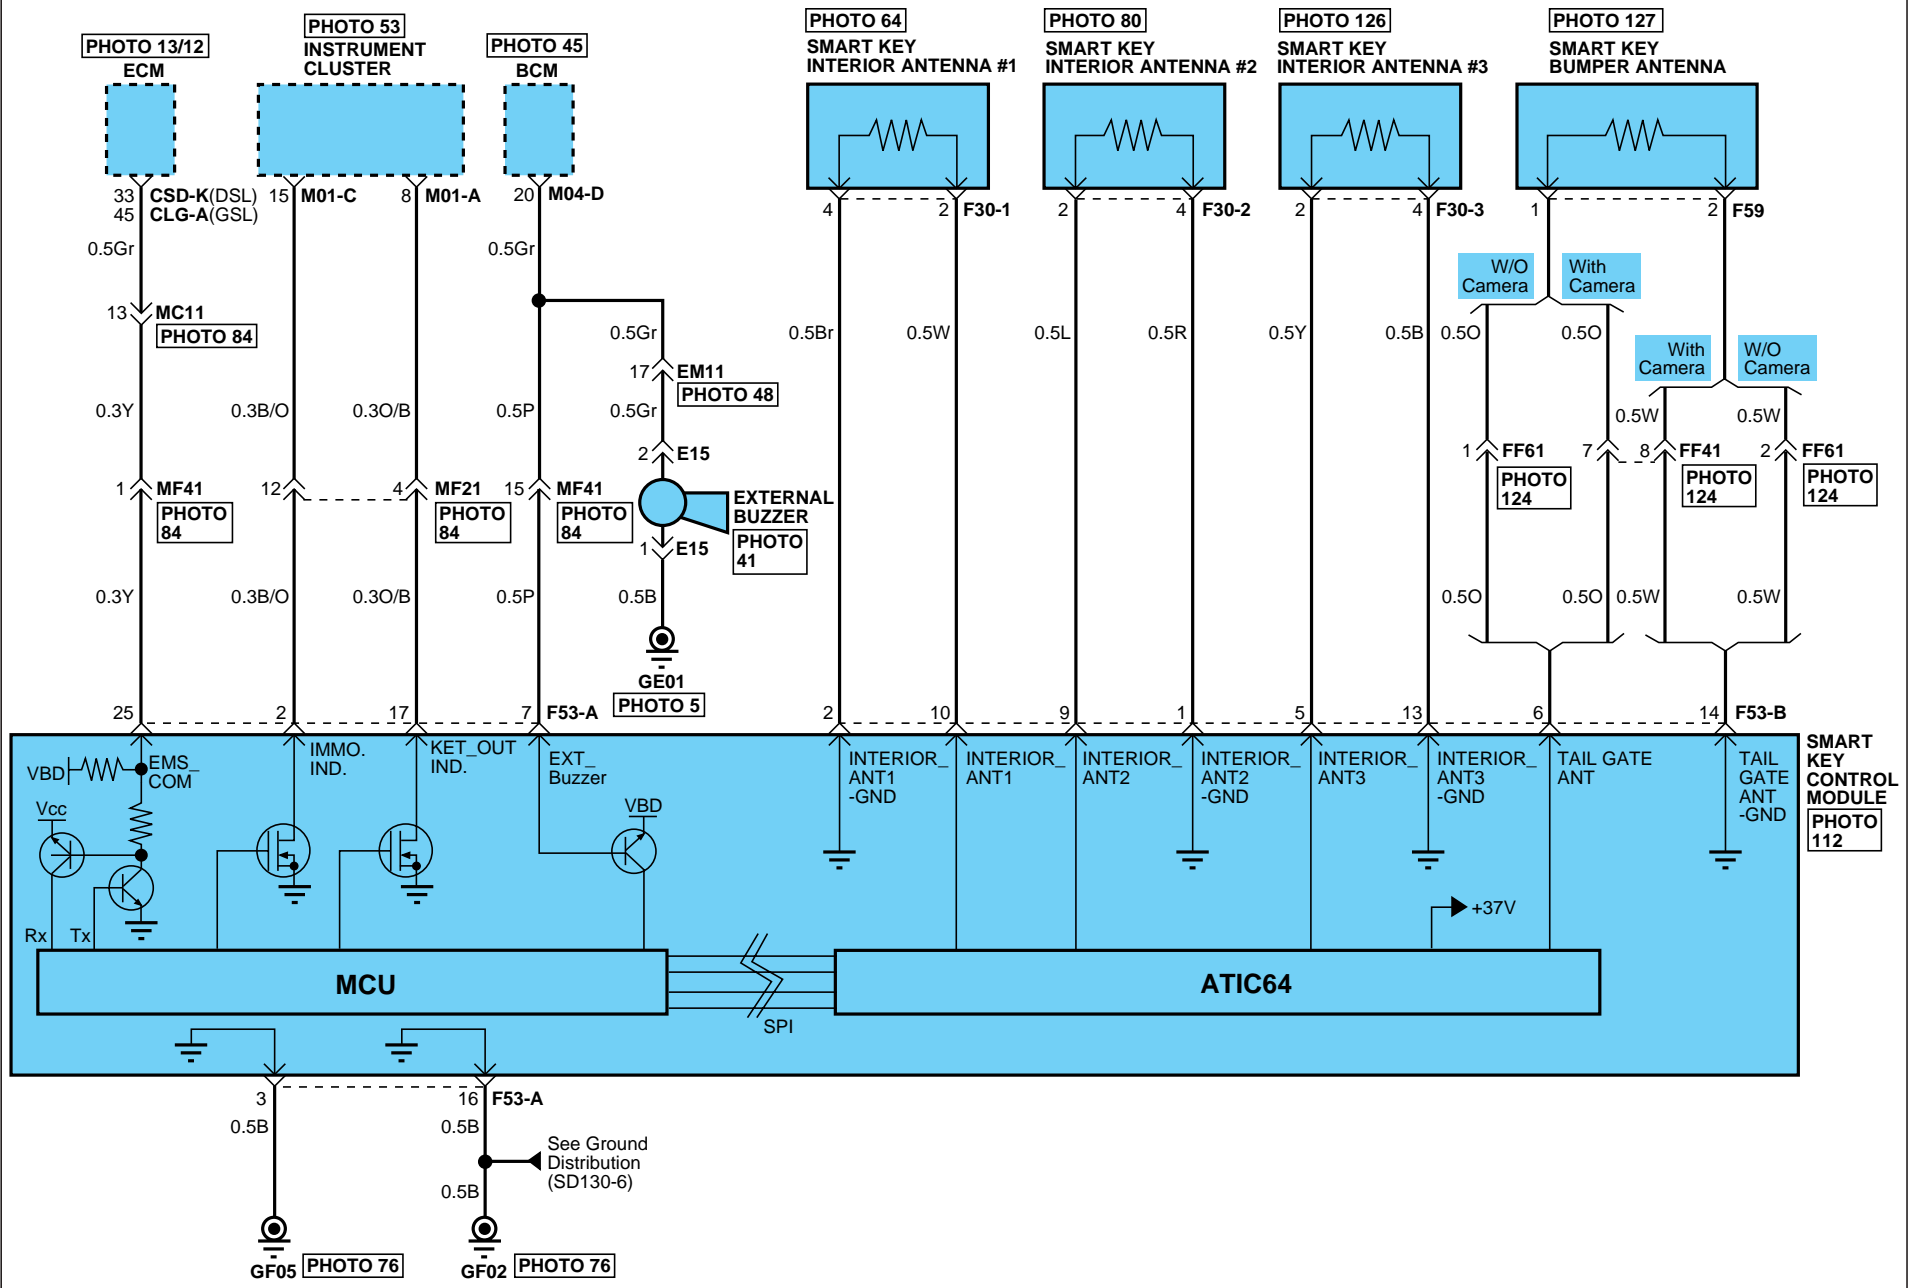 PHOTO 13/12
ECM
PHOTO 53
INSTRUMENT
CLUSTER
PHOTO 45
BCM
PHOTO 64
SMART KEY
INTERIOR ANTENNA #1
PHOTO 80
SMART KEY
INTERIOR ANTENNA #2
PHOTO 126
SMART KEY
INTERIOR ANTENNA #3
PHOTO 127
SMART KEY
BUMPER ANTENNA
33 CSD-K(DSL)
45 CLG-A(GSL)
15 M01-C
8 M01-A
20 M04-D
4
2 F30-1
2
4 F30-2
2
4 F30-3
1
2 F59
0.5Gr
0.5Gr
W/O
Camera
With
Camera
13 MC11
PHOTO 84
0.5Gr
0.5Br
0.5W
0.5L
0.5R
0.5Y
0.5B
0.5O
0.5O
With
Camera
W/O
Camera
17 EM11
PHOTO 48
0.3Y
0.3B/O
0.3O/B
0.5P
0.5Gr
0.5W
0.5W
2 E15
1 FF61
PHOTO
124
7
8 FF41
PHOTO
124
2 FF61
PHOTO
124
1 MF41
PHOTO
84
12
4 MF21
PHOTO
84
15 MF41
PHOTO
84
EXTERNAL
BUZZER
PHOTO
41
1 E15
0.3Y
0.3B/O
0.3O/B
0.5P
0.5B
0.5O
0.5O
0.5W
0.5W
GE01
PHOTO 5
25
2
17
7 F53-A
2
10
9
1
5
13
6
14 F53-B
SMART
KEY
CONTROL
MODULE
PHOTO
112
VBD
EMS_
COM
IMMO.
IND.
KET_OUT
IND.
EXT_
Buzzer
INTERIOR_
ANT1
-GND
INTERIOR_
ANT1
INTERIOR_
ANT2
INTERIOR_
ANT2
-GND
INTERIOR_
ANT3
INTERIOR_
ANT3
-GND
TAIL GATE
ANT
TAIL
GATE
ANT
-GND
Vcc
VBD
+37V
Rx
Tx
MCU
SPI
ATIC64
3
16 F53-A
0.5B
0.5B
See Ground
Distribution
(SD130-6)
0.5B
GF05
PHOTO 76
GF02
PHOTO 76